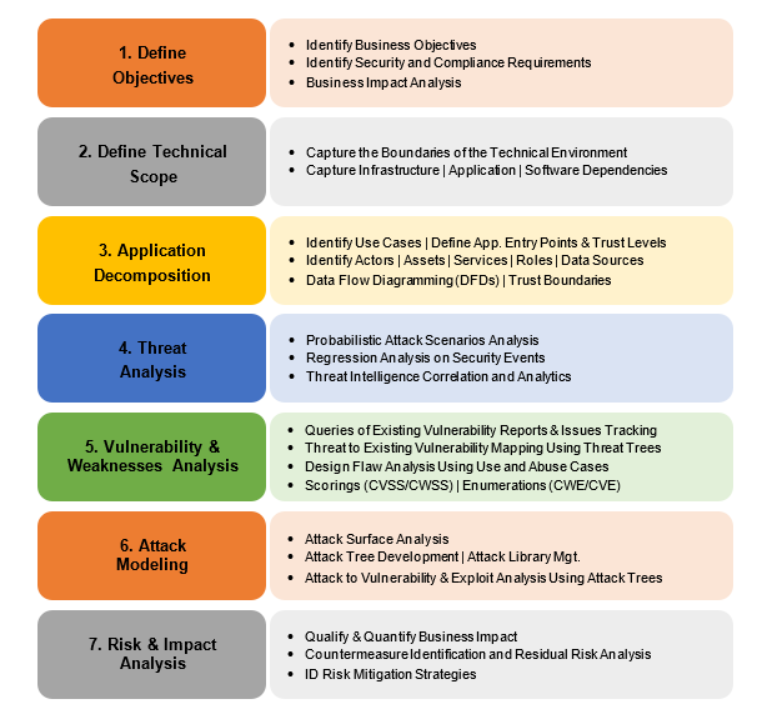 1. Define
Objectives
• Identify Business Objectives
• Identify Security and Compliance Requirements
• Business Impact Analysis
2. Define Technical
Scope
• Capture the Boundaries of the Technical Environment
• Capture Infrastructure | Application | Software Dependencies
3. Application
Decomposition
• Identify Use Cases | Define App. Entry Points & Trust Levels
• Identify Actors | Assets | Services | Roles | Data Sources
• Data Flow Diagramming (DFDs) | Trust Boundaries
4. Threat
Analysis
• Probabilistic Attack Scenarios Analysis
• Regression Analysis on Security Events
• Threat Intelligence Correlation and Analytics
5. Vulnerability &
Weaknesses Analysis
• Queries of Existing Vulnerability Reports & Issues Tracking
• Threat to Existing Vulnerability Mapping Using Threat Trees
• Design Flaw Analysis Using Use and Abuse Cases
• Scorings (CVSS/CWSS) | Enumerations (CWE/CVE)
6. Attack
Modeling
• Attack Surface Analysis
• Attack Tree Development | Attack Library Mgt.
• Attack to Vulnerability & Exploit Analysis Using Attack Trees
7. Risk & Impact
Analysis
• Qualify & Quantify Business Impact
• Countermeasure Identification and Residual Risk Analysis
• ID Risk Mitigation Strategies